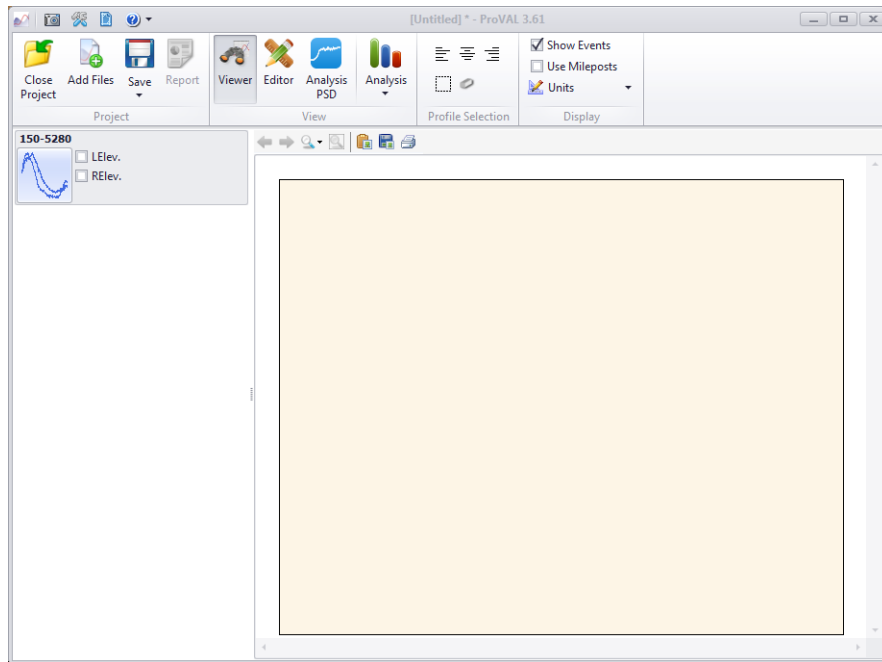 [Untitled] * - ProVAL 3.61
Close
Project
Add Files
Save
Report
Viewer
Editor
Analysis
PSD
Analysis
Show Events
Use Mileposts
Units
Project
View
Profile Selection
Display
150-5280
LElev.
RElev.